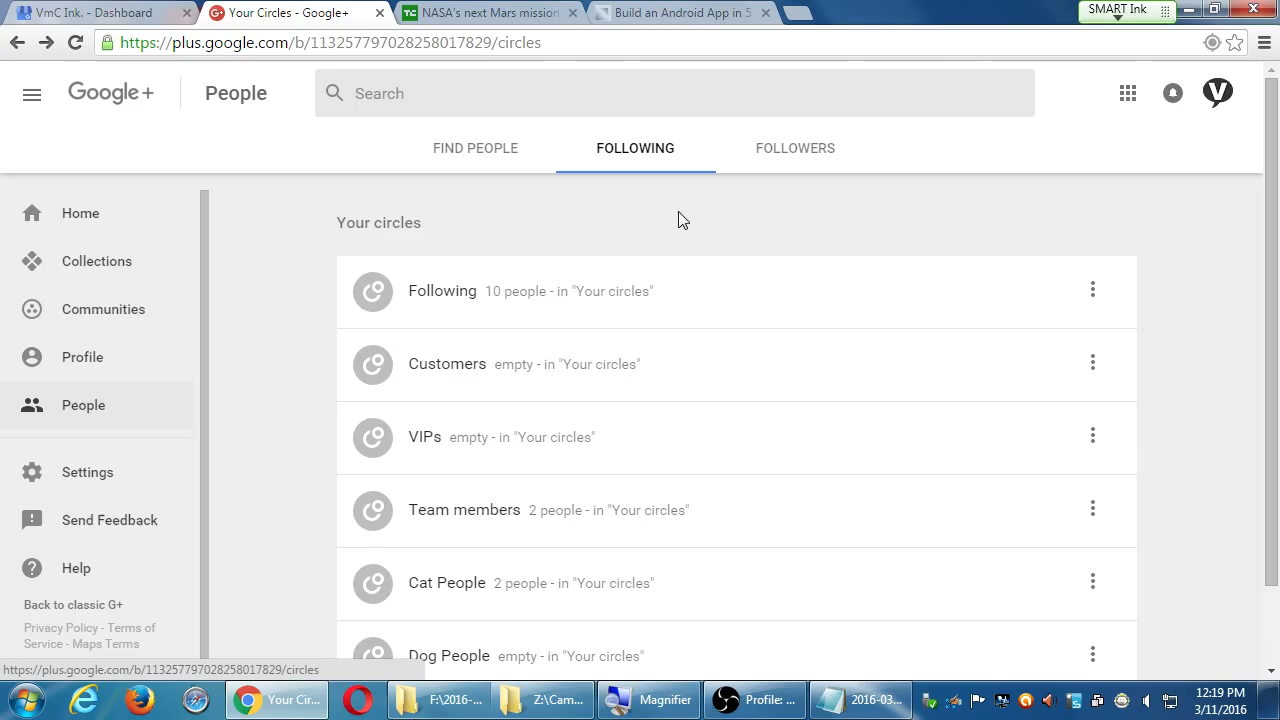 VmC Ink. - Dashboard
Your Circles - Google+
NASA's next Mars mission
Build an Android App in 5
SMART Ink
https://plus.google.com/b/113257797028258017829/circles
Google+
People
Search
FIND PEOPLE
FOLLOWING
FOLLOWERS
Home
Collections
Communities
Profile
People
Settings
Send Feedback
Help
Back to classic G+
Privacy Policy - Terms of
Service - Maps Terms
Your circles
Following 10 people - in "Your circles"
Customers empty - in "Your circles"
VIPs empty - in "Your circles"
Team members 2 people - in "Your circles"
Cat People 2 people - in "Your circles"
Dog People empty - in "Your circles"
https://plus.google.com/b/113257797028258017829/circles
Your Cir...
F:\2016-...
Z:\Cam...
Magnifier
Profile: ...
2016-03...
12:19 PM
3/11/2016